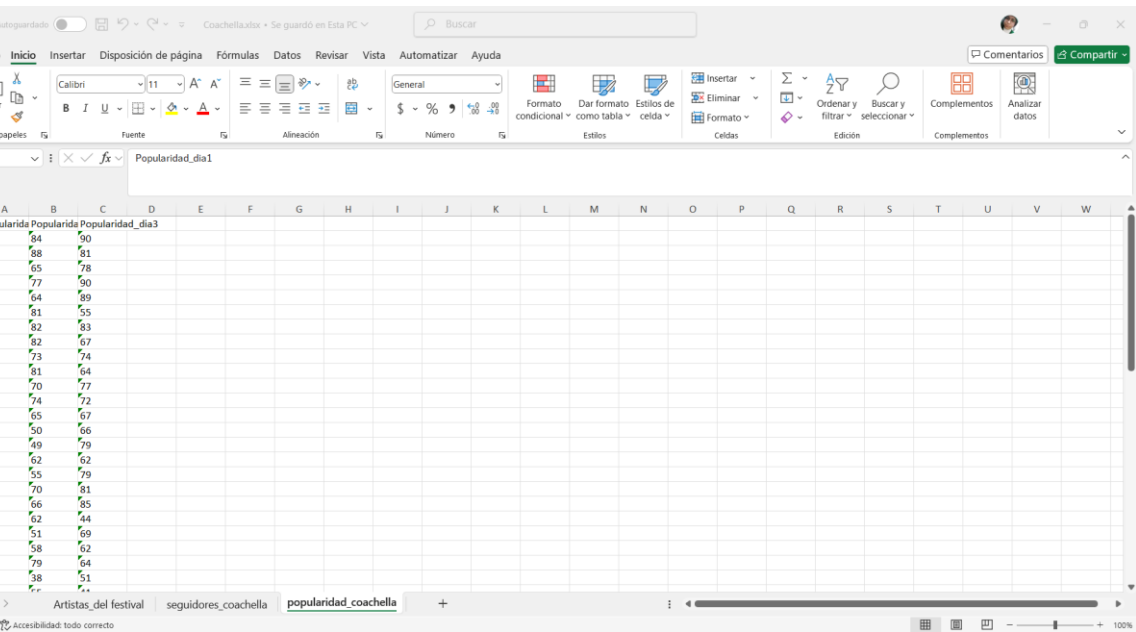 utoguardado
Coachella.xlsx • Se guardó en Esta PC
Buscar
Inicio Insertar Disposición de página Fórmulas Datos Revisar Vista Automatizar Ayuda
Comentarios Compartir
Calibri 11
General
Formato condicional
Dar formato como tabla
Estilos de celda
Insertar
Eliminar
Formato
Ordenar y filtrar
Buscar y seleccionar
Complementos
Analizar datos
papeles Fuente Alineación Número Estilos Celdas Edición Complementos
fx Popularidad_dia1
A B C D E F G H I J K L M N O P Q R S T U V W
ularida Popularida Popularidad_dia3
84 90
88 81
65 78
77 90
64 89
81 55
82 83
82 67
73 74
81 64
70 77
74 72
65 67
50 66
49 79
62 62
55 79
70 81
66 85
62 44
51 69
58 62
79 64
38 51
Artistas_del festival seguidores_coachella popularidad_coachella +
Accesibilidad: todo correcto
100%